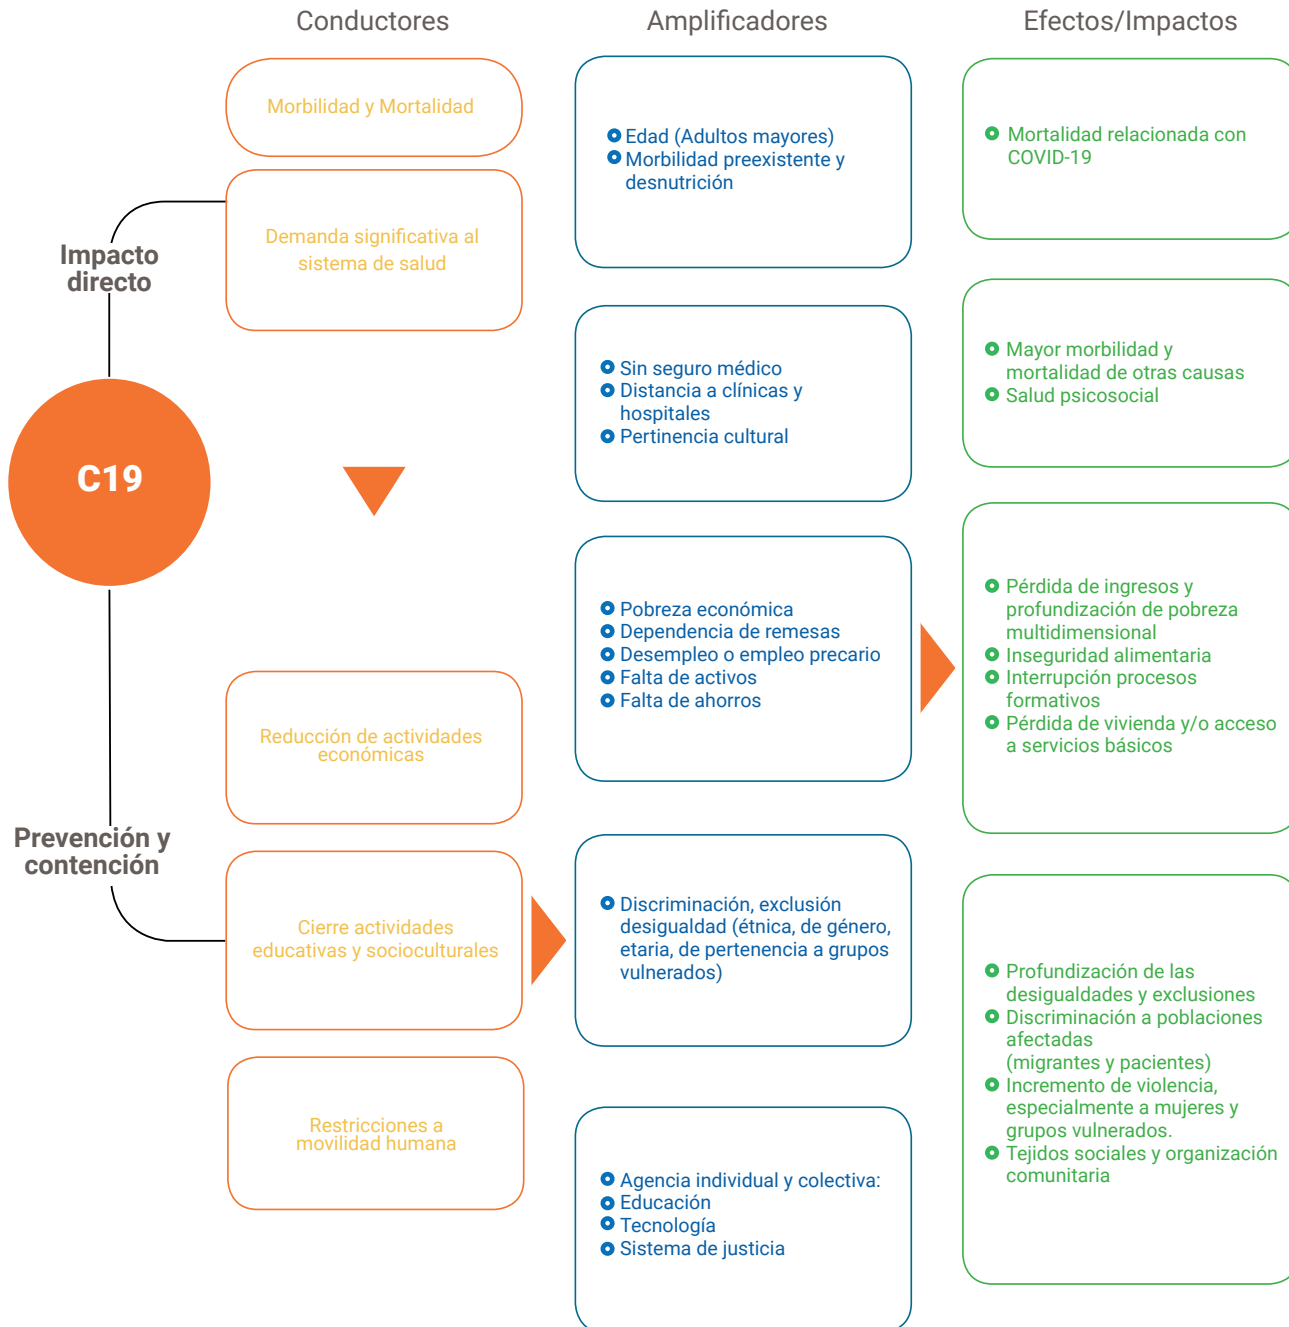 Conductores
Amplificadores
Efectos/Impactos
Impacto
directo
C19
Prevención y
contención
Morbilidad y Mortalidad
Demanda significativa al
sistema de salud
Reducción de actividades
económicas
Cierre actividades
educativas y socioculturales
Restricciones a
movilidad humana
Edad (Adultos mayores)
Morbilidad preexistente y
desnutrición
Sin seguro médico
Distancia a clínicas y
hospitales
Pertinencia cultural
Pobreza económica
Dependencia de remesas
Desempleo o empleo precario
Falta de activos
Falta de ahorros
Discriminación, exclusión
desigualdad (étnica, de género,
etaria, de pertenencia a grupos
vulnerados)
Agencia individual y colectiva:
Educación
Tecnología
Sistema de justicia
Mortalidad relacionada con
COVID-19
Mayor morbilidad y
mortalidad de otras causas
Salud psicosocial
Pérdida de ingresos y
profundización de pobreza
multidimensional
Inseguridad alimentaria
Interrupción procesos
formativos
Pérdida de vivienda y/o acceso
a servicios básicos
Profundización de las
desigualdades y exclusiones
Discriminación a poblaciones
afectadas
(migrantes y pacientes)
Incremento de violencia,
especialmente a mujeres y
grupos vulnerados.
Tejidos sociales y organización
comunitaria